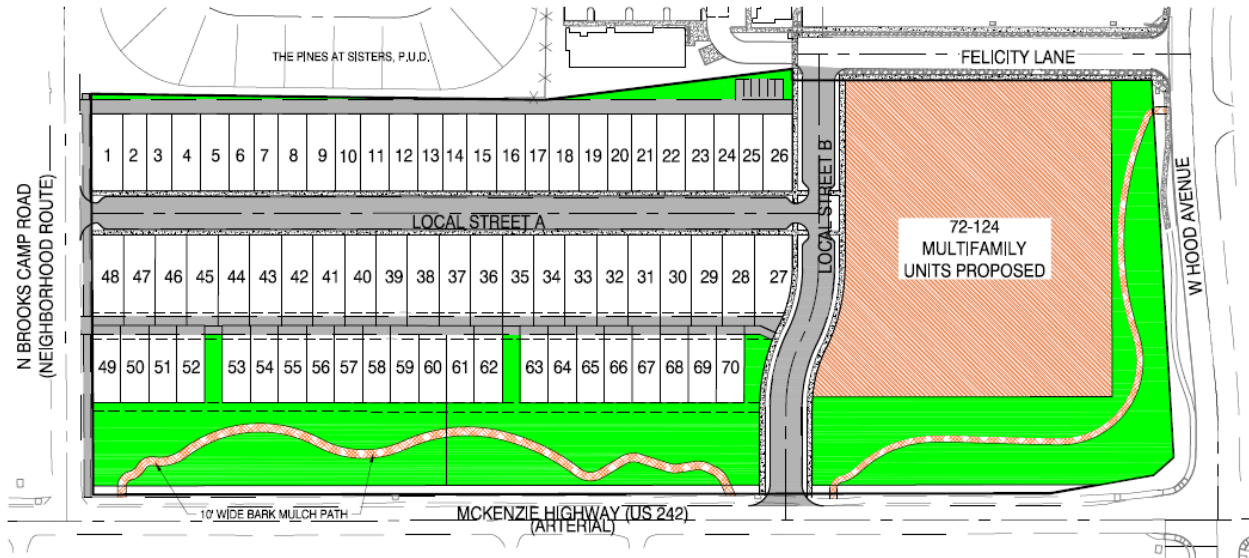 THE PINES AT SISTERS, P.U.D.
FELICITY LANE
1 2 3 4 5 6 7 8 9 10 11 12 13 14 15 16 17 18 19 20 21 22 23 24 25 26
N BROOKS CAMP ROAD
(NEIGHBORHOOD ROUTE)
LOCAL STREET A
LOCAL STREET B
72-124
MULTIFAMILY
UNITS PROPOSED
W HOOD AVENUE
48 47 46 45 44 43 42 41 40 39 38 37 36 35 34 33 32 31 30 29 28 27
49 50 51 52 53 54 55 56 57 58 59 60 61 62 63 64 65 66 67 68 69 70
10' WIDE BARK MULCH PATH
MCKENZIE HIGHWAY (US 242)
(ARTERIAL)